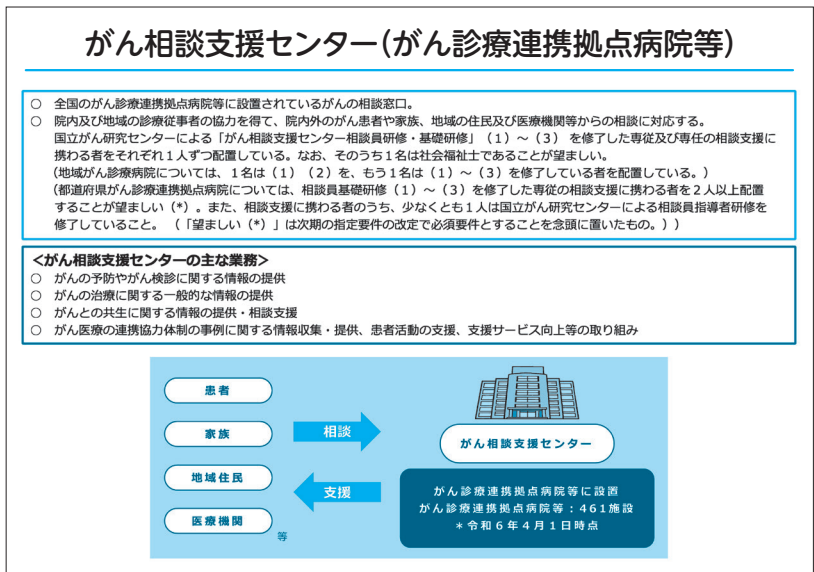 がん相談支援センター(がん診療連携拠点病院等)
○ 全国のがん診療連携拠点病院等に設置されているがんの相談窓口。
○ 院内及び地域の診療従事者の協力を得て、院内外のがん患者や家族、地域の住民及び医療機関等からの相談に対応する。
国立がん研究センターによる「がん相談支援センター相談員研修・基礎研修」(1)~(3) を修了した専従及び専任の相談支援に
携わる者をそれぞれ1人ずつ配置している。なお、そのうち1名は社会福祉士であることが望ましい。
(地域がん診療病院については、1名は(1)(2)を、もう1名は(1)~(3)を修了している者を配置している。)
(都道府県がん診療連携拠点病院については、相談員基礎研修(1)~(3)を修了した専従の相談支援に携わる者を2人以上配置
することが望ましい(*)。また、相談支援に携わる者のうち、少なくとも1人は国立がん研究センターによる相談員指導者研修を
修了していること。 (「望ましい(*)」は次期の指定要件の改定で必須要件とすることを念頭に置いたもの。))
<がん相談支援センターの主な業務>
○ がんの予防やがん検診に関する情報の提供
○ がんの治療に関する一般的な情報の提供
○ がんとの共生に関する情報の提供・相談支援
○ がん医療の連携協力体制の事例に関する情報収集・提供、患者活動の支援、支援サービス向上等の取り組み
患者
家族
地域住民
医療機関
等
相談
支援
がん相談支援センター
がん診療連携拠点病院等に設置
がん診療連携拠点病院等:461施設
*令和6年4月1日時点